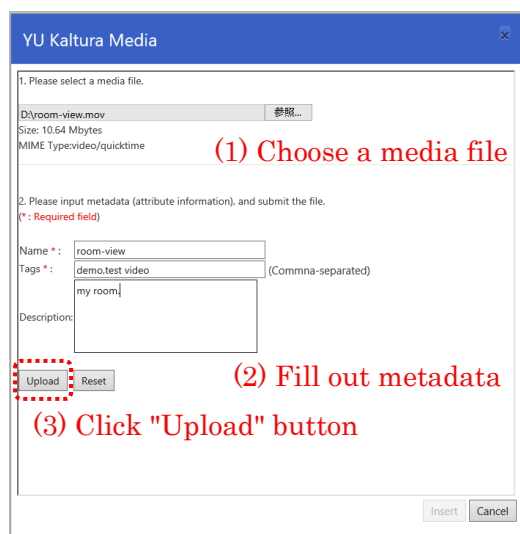 YU Kaltura Media
×
1. Please select a media file.
D:\room-view.mov 参照...
Size: 10.64 Mbytes
MIME Type:video/quicktime
(1) Choose a media file
2. Please input metadata (attribute information), and submit the file.
(* : Required field)
Name * : room-view
Tags * : demo,test video (Commna-separated)
my room.
Description:
Upload Reset
(2) Fill out metadata
(3) Click "Upload" button
Insert Cancel